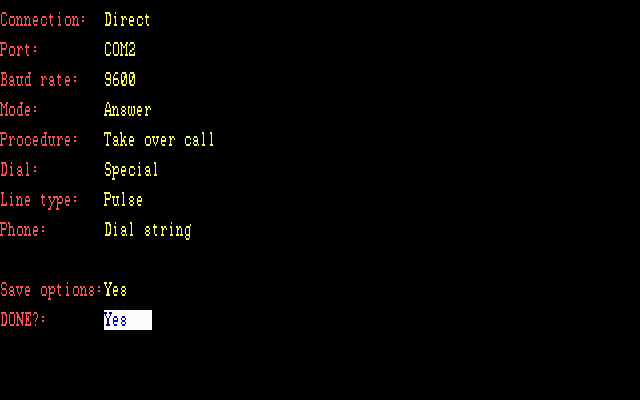 Connection: Direct
Port: COM2
Baud rate: 9600
Mode: Answer
Procedure: Take over call
Dial: Special
Line type: Pulse
Phone: Dial string
Save options: Yes
DONE?: Yes